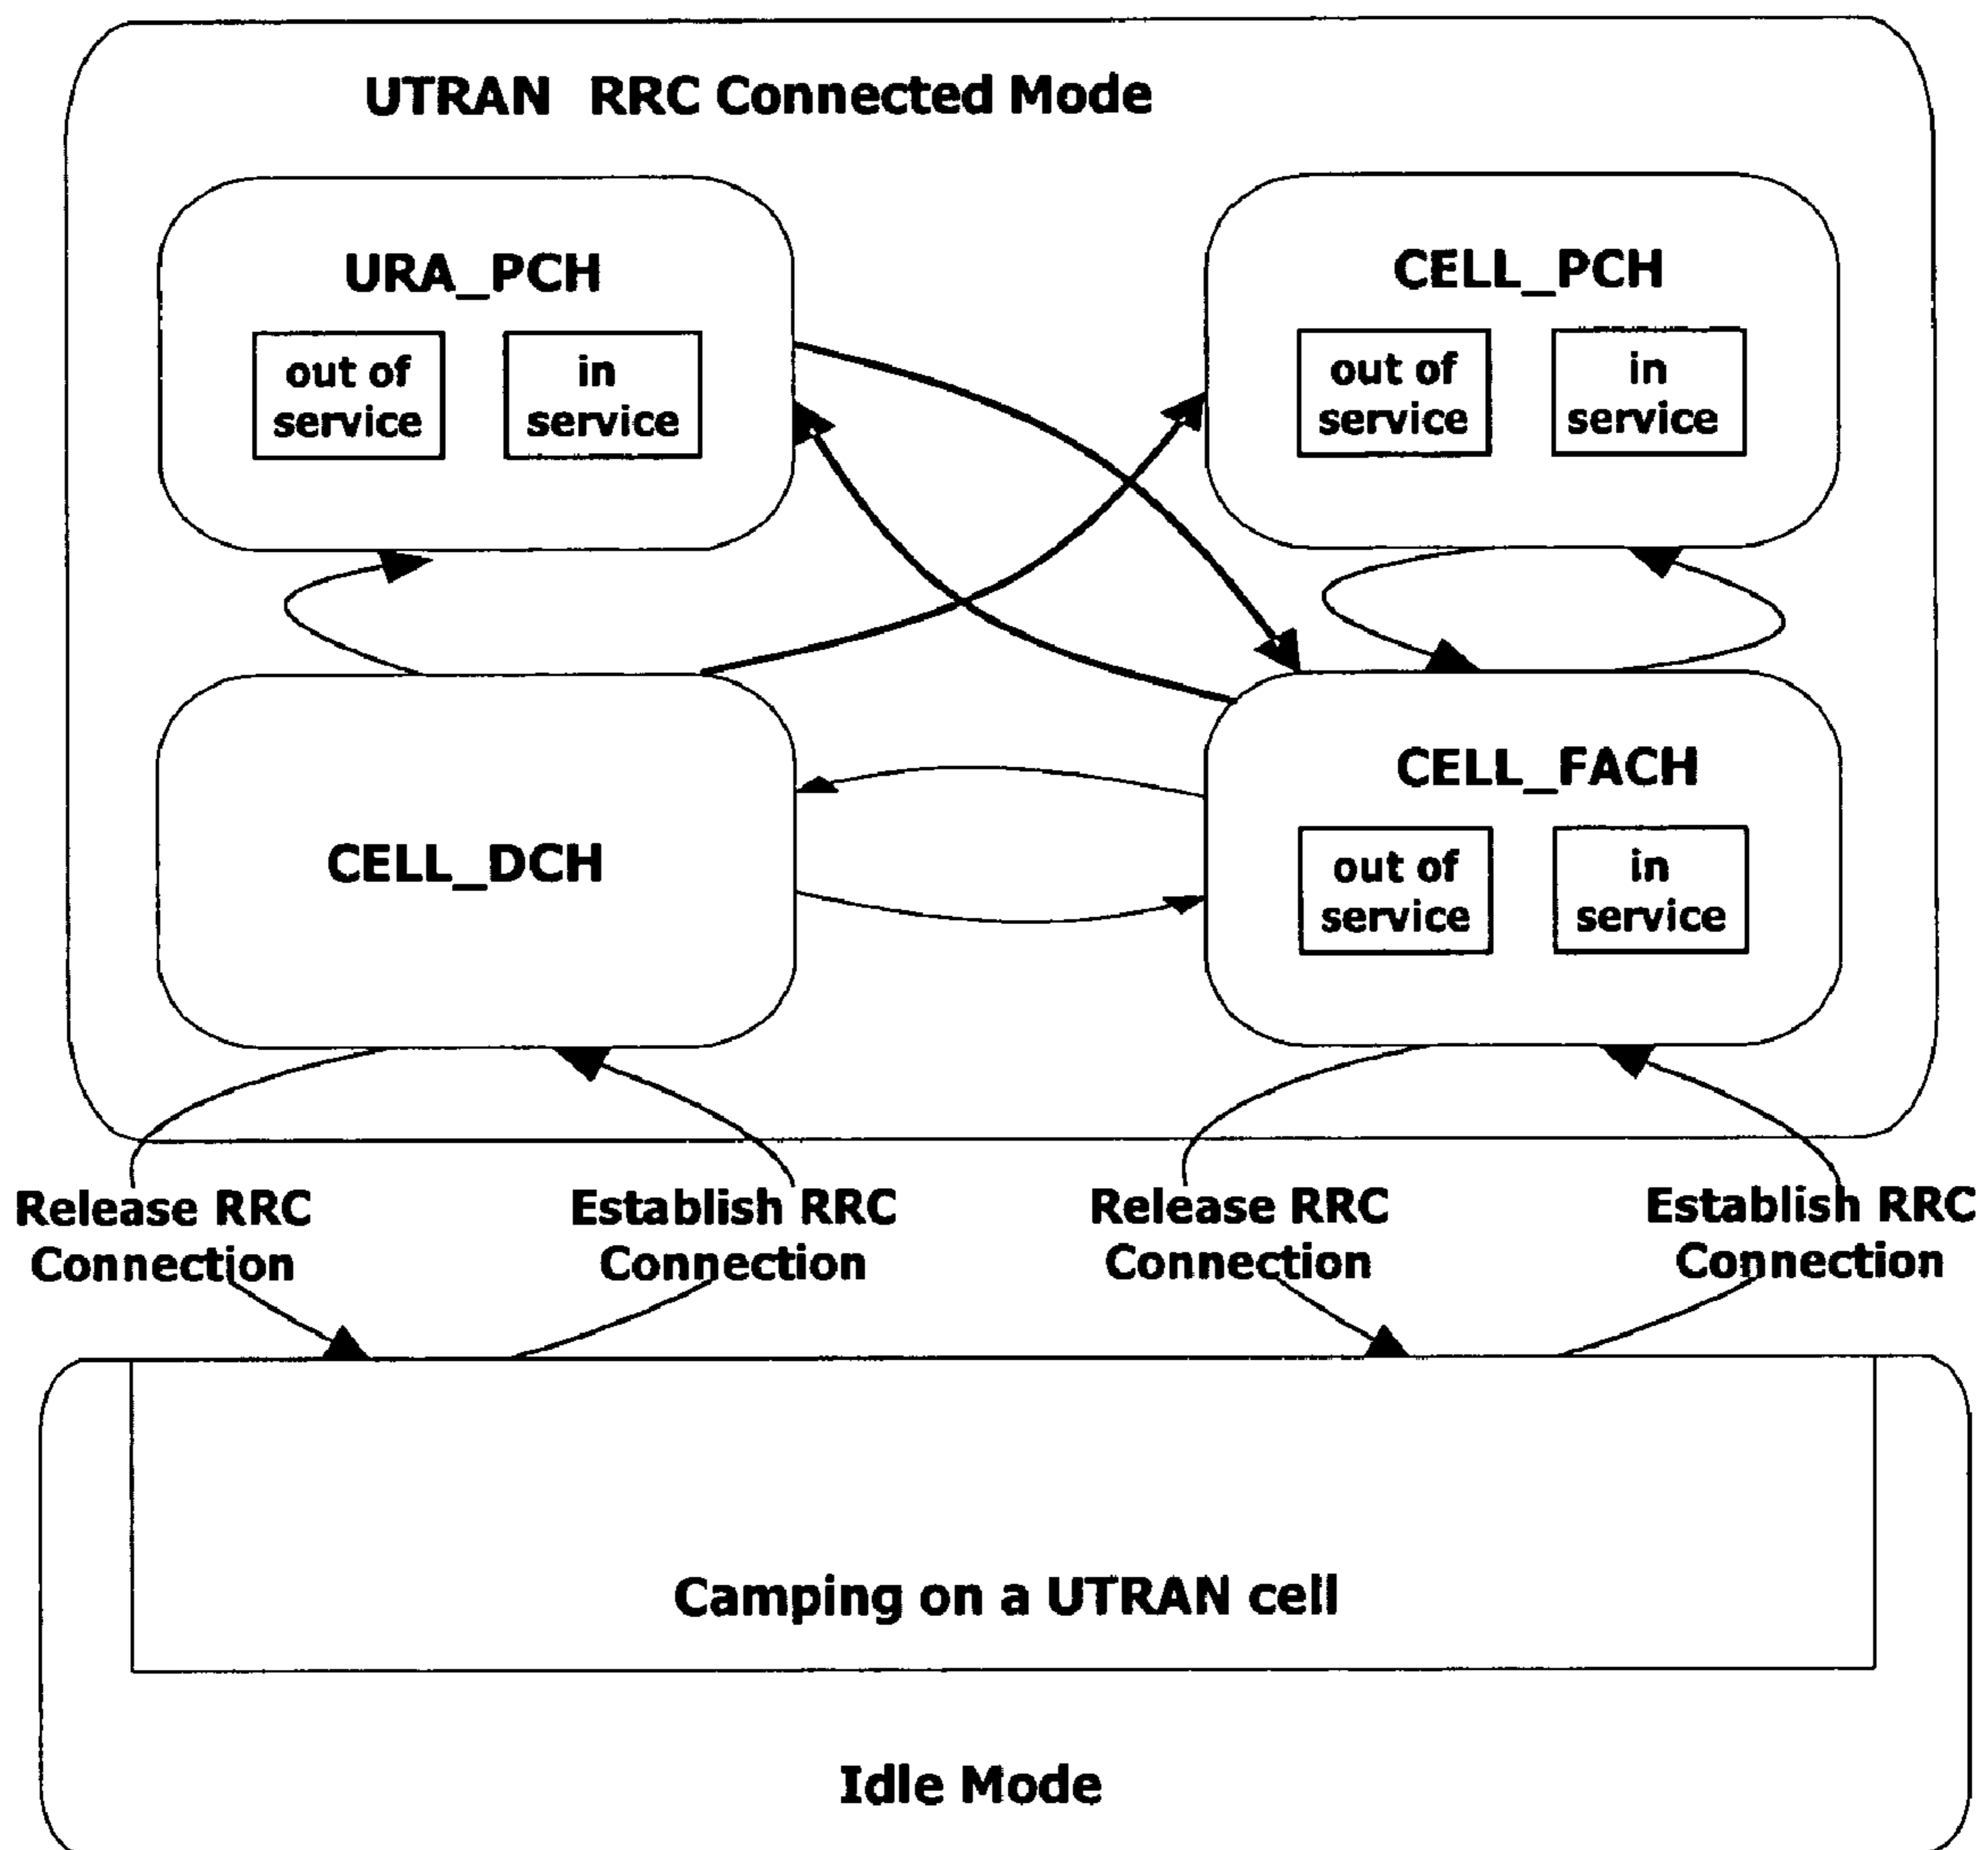 UTRAN RRC Connected Mode
URA_PCH
out of
service
in
service
CELL_PCH
out of
service
in
service
CELL_DCH
CELL_FACH
out of
service
in
service
Release RRC
Connection
Establish RRC
Connection
Release RRC
Connection
Establish RRC
Connection
Camping on a UTRAN cell
Idle Mode